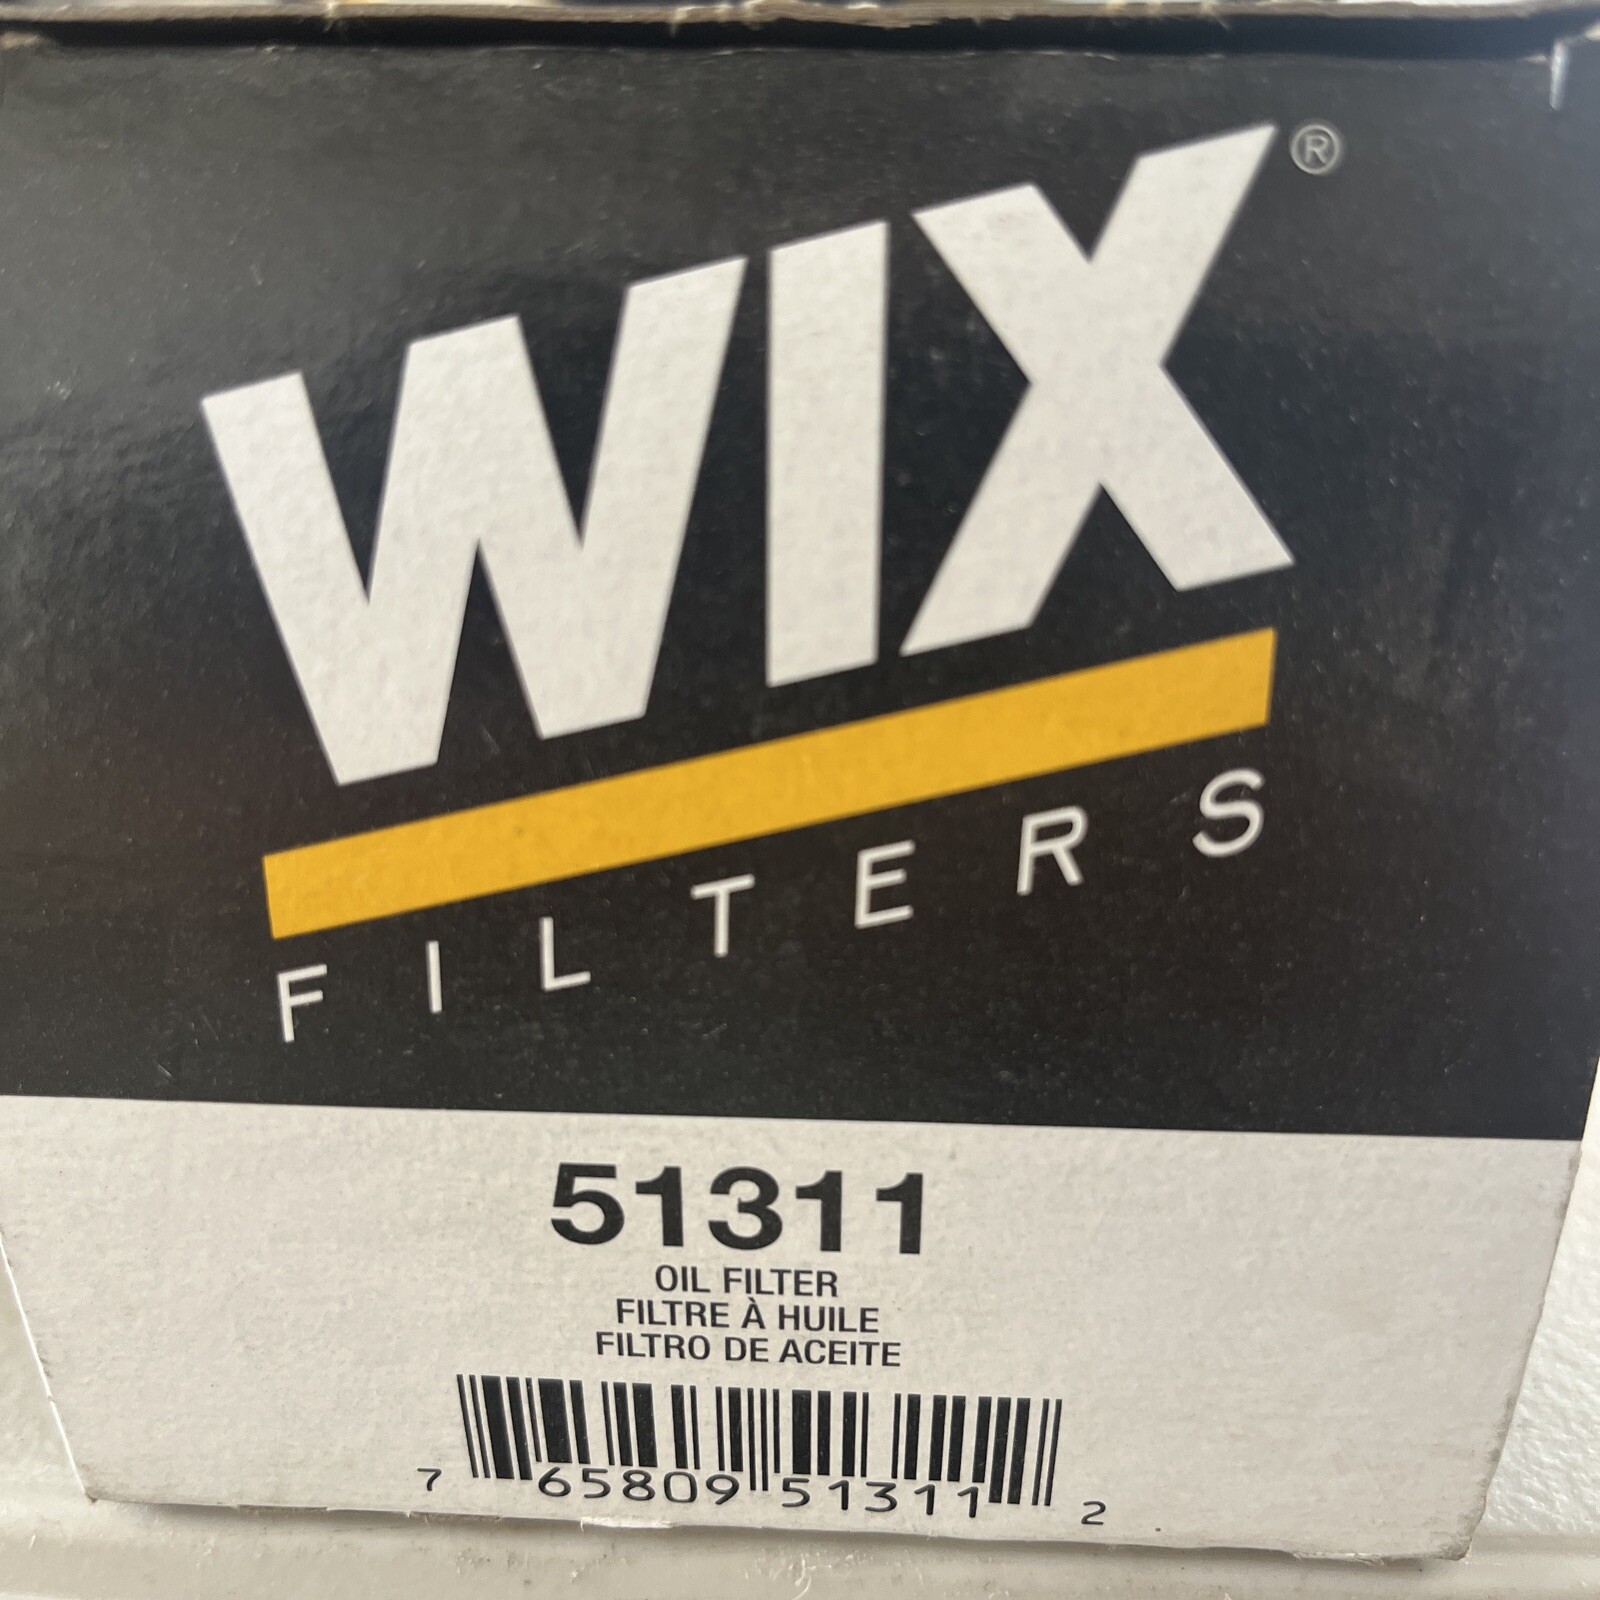 WIX®
FILTERS
51311
OIL FILTER
FILTRE À HUILE
FILTRO DE ACEITE
7 65809 51311 2